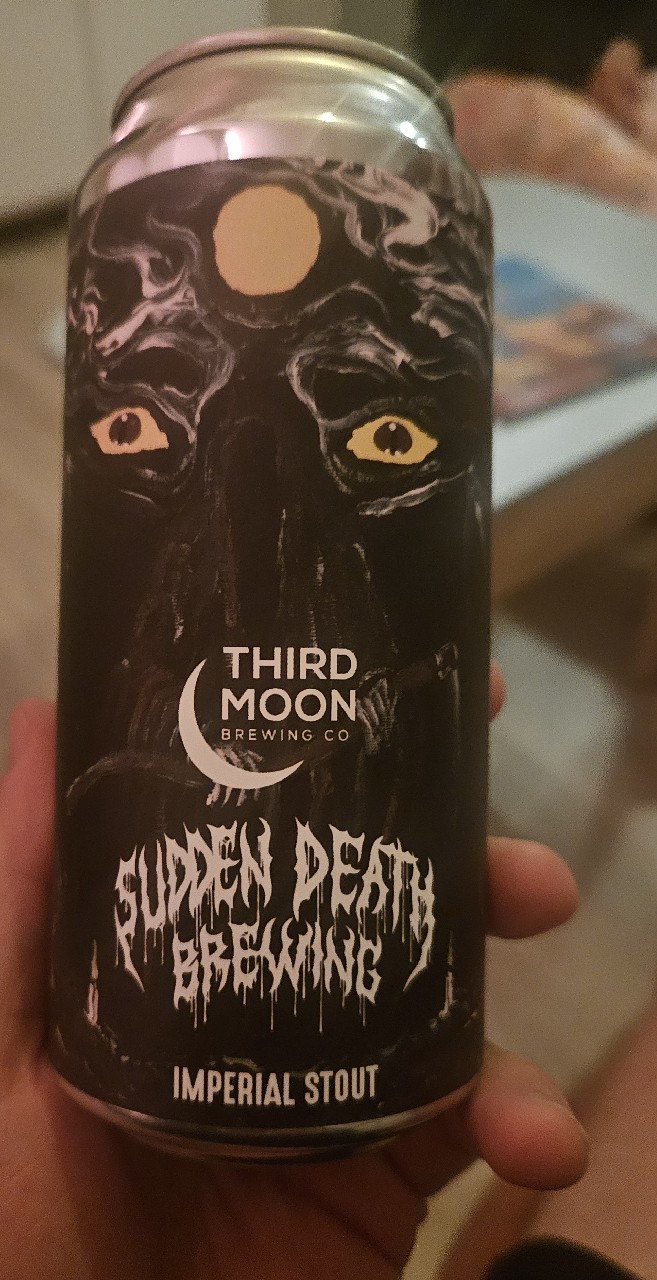 THIRD
MOON
BREWING CO
SUDDEN DEATH
BREWING
IMPERIAL STOUT